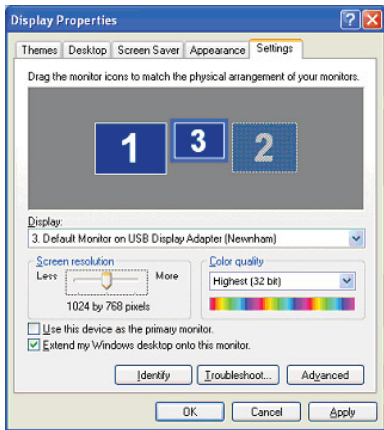 Display Properties
Themes Desktop Screen Saver Appearance Settings
Drag the monitor icons to match the physical arrangement of your monitors.
1 3 2
Display:
3. Default Monitor on USB Display Adapter (Newnham)
Screen resolution
Less More
1024 by 768 pixels
Color quality
Highest (32 bit)
Use this device as the primary monitor.
Extend my Windows desktop onto this monitor.
Identify Troubleshoot... Advanced
OK Cancel Apply